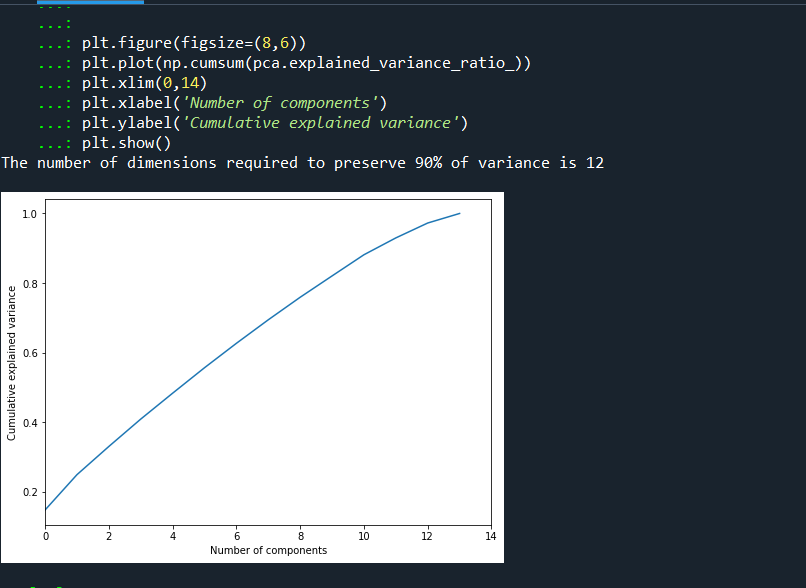 ...:
...:
...: plt.figure(figsize=(8,6))
...: plt.plot(np.cumsum(pca.explained_variance_ratio_))
...: plt.xlim(0,14)
...: plt.xlabel('Number of components')
...: plt.ylabel('Cumulative explained variance')
...: plt.show()
The number of dimensions required to preserve 90% of variance is 12
1.0
0.8
0.6
0.4
0.2
Cumulative explained variance
0 2 4 6 8 10 12 14
Number of components